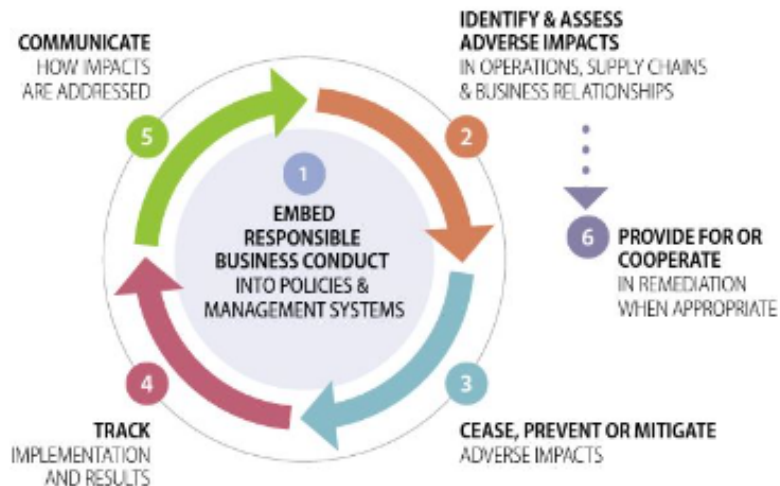 1
EMBED
RESPONSIBLE
BUSINESS CONDUCT
INTO POLICIES &
MANAGEMENT SYSTEMS
2
IDENTIFY & ASSESS
ADVERSE IMPACTS
IN OPERATIONS, SUPPLY CHAINS
& BUSINESS RELATIONSHIPS
3
CEASE, PREVENT OR MITIGATE
ADVERSE IMPACTS
4
TRACK
IMPLEMENTATION
AND RESULTS
5
COMMUNICATE
HOW IMPACTS
ARE ADDRESSED
6
PROVIDE FOR OR
COOPERATE
IN REMEDIATION
WHEN APPROPRIATE